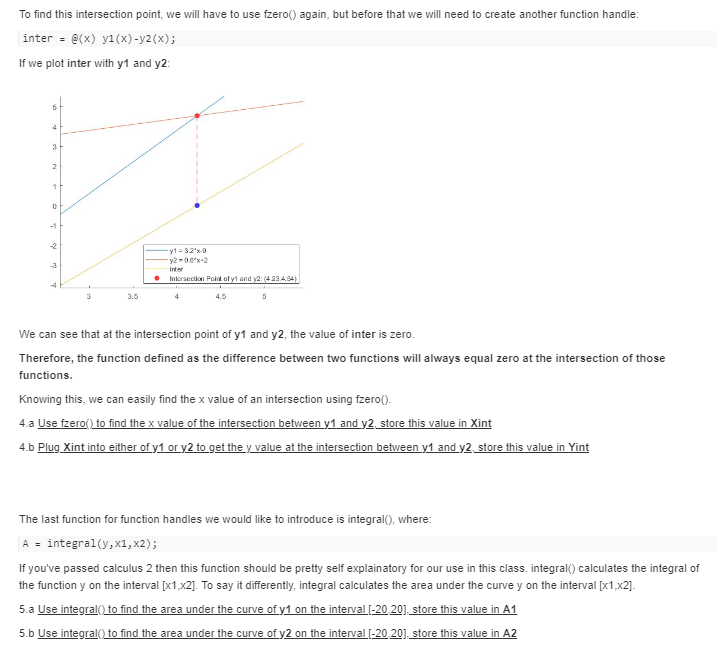 To find this intersection point, we will have to use fzero() again, but before that we will need to create another function handle:
inter = @(x) y1(x)-y2(x);
If we plot inter with y1 and y2:
5
4
3
2
1
0
-1
-2
-3
-4
3
3.5
4
4.5
5
y1 = 3.2*x-9
y2 = 0.6*x+2
inter
Intersection Point of y1 and y2: (4.23,4.54)
We can see that at the intersection point of y1 and y2, the value of inter is zero.
Therefore, the function defined as the difference between two functions will always equal zero at the intersection of those
functions.
Knowing this, we can easily find the x value of an intersection using fzero().
4.a Use fzero() to find the x value of the intersection between y1 and y2, store this value in Xint
4.b Plug Xint into either of y1 or y2 to get the y value at the intersection between y1 and y2, store this value in Yint
The last function for function handles we would like to introduce is integral(), where:
A = integral(y,x1,x2);
If you've passed calculus 2 then this function should be pretty self explainatory for our use in this class. integral() calculates the integral of
the function y on the interval [x1,x2]. To say it differently, integral calculates the area under the curve y on the interval [x1,x2].
5.a Use integral() to find the area under the curve of y1 on the interval [-20,20], store this value in A1
5.b Use integral() to find the area under the curve of y2 on the interval [-20,20], store this value in A2